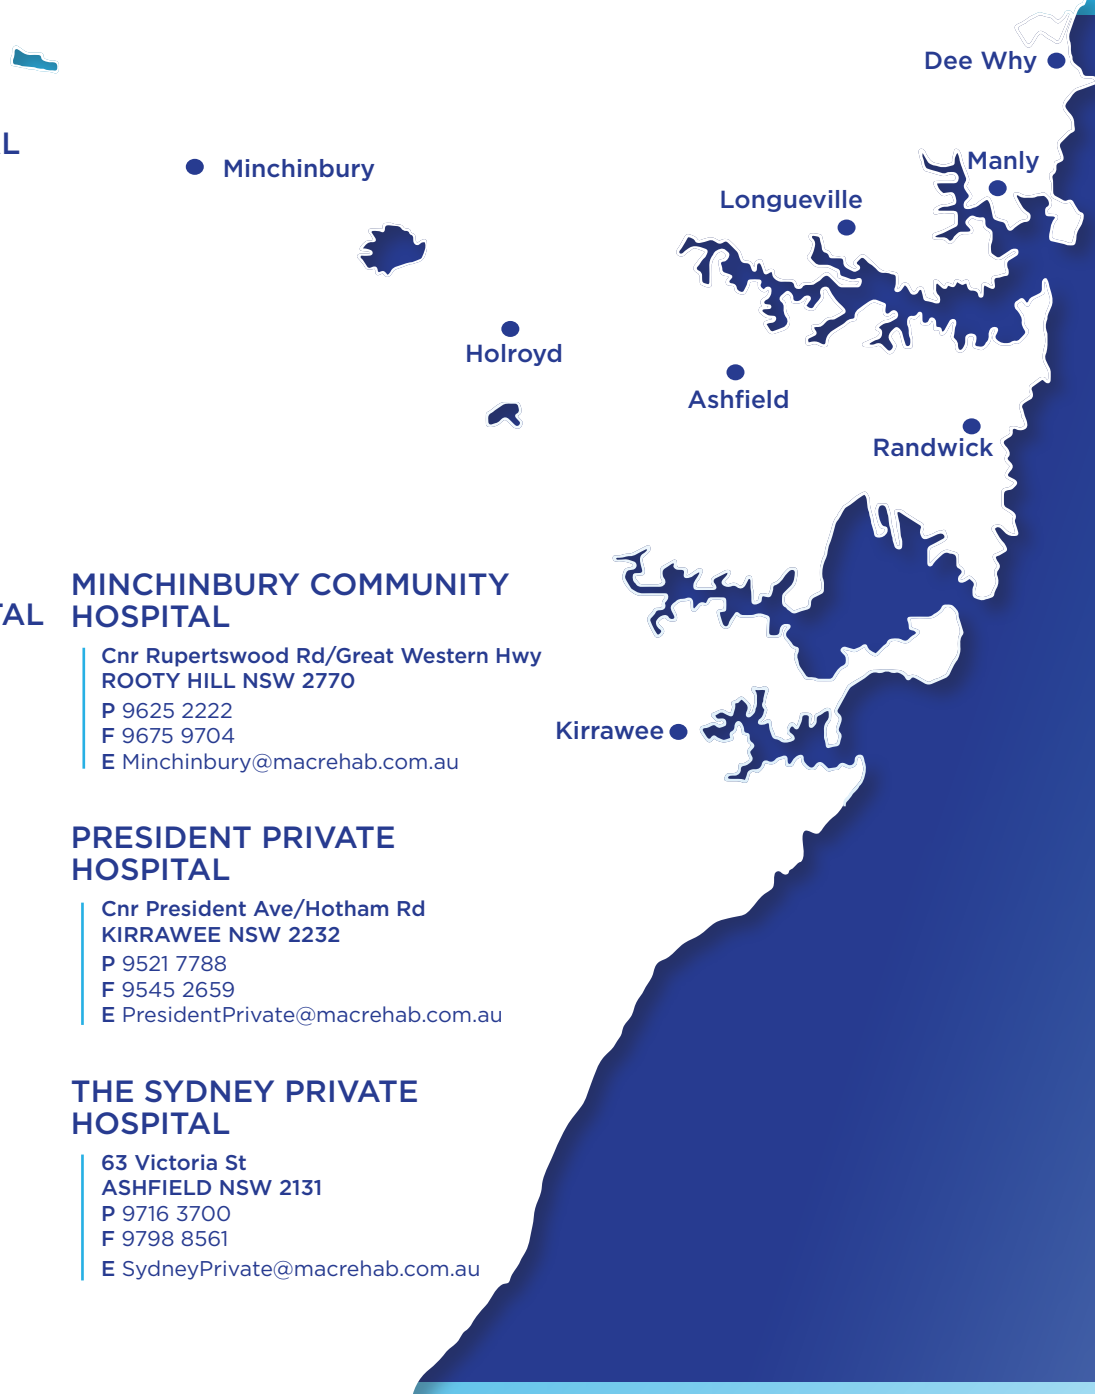 Dee Why
L
Minchinbury
Manly
Longueville
Holroyd
Ashfield
Randwick
TAL
MINCHINBURY COMMUNITY
HOSPITAL
Cnr Rupertswood Rd/Great Western Hwy
ROOTY HILL NSW 2770
P 9625 2222
F 9675 9704
E Minchinbury@macrehab.com.au
Kirrawee
PRESIDENT PRIVATE
HOSPITAL
Cnr President Ave/Hotham Rd
KIRRAWEE NSW 2232
P 9521 7788
F 9545 2659
E PresidentPrivate@macrehab.com.au
THE SYDNEY PRIVATE
HOSPITAL
63 Victoria St
ASHFIELD NSW 2131
P 9716 3700
F 9798 8561
E SydneyPrivate@macrehab.com.au